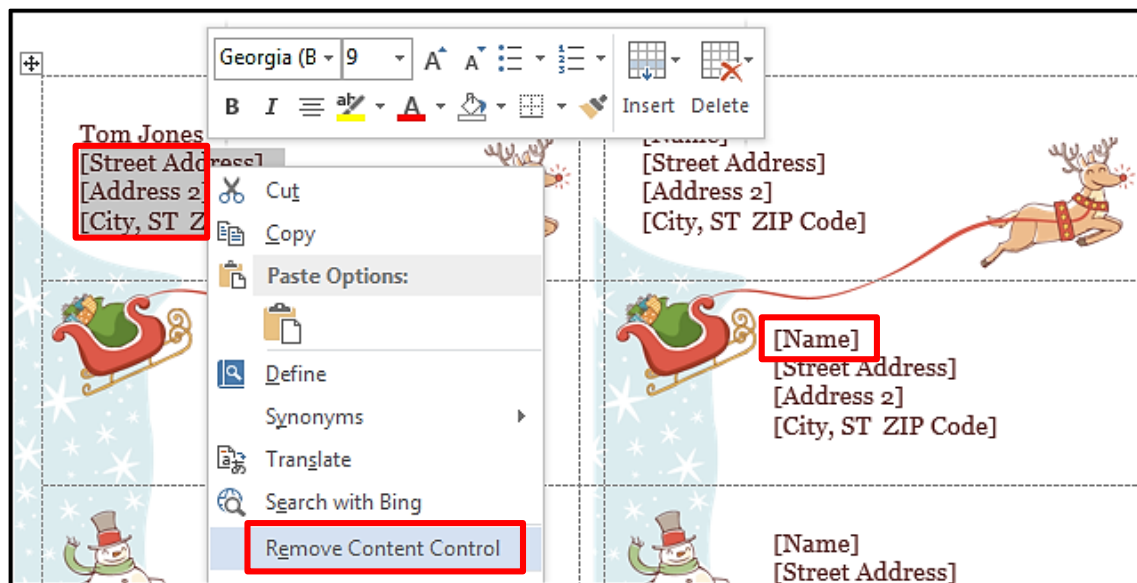 Georgia (B 9 A A
B I ab A Insert Delete
Tom Jones
[Street Address]
[Address 2]
[City, ST Z
Cut
Copy
Paste Options:
Define
Synonyms
Translate
Search with Bing
Remove Content Control
[Name]
[Street Address]
[Address 2]
[City, ST ZIP Code]
[Name]
[Street Address]
[Address 2]
[City, ST ZIP Code]
[Name]
[Street Address]